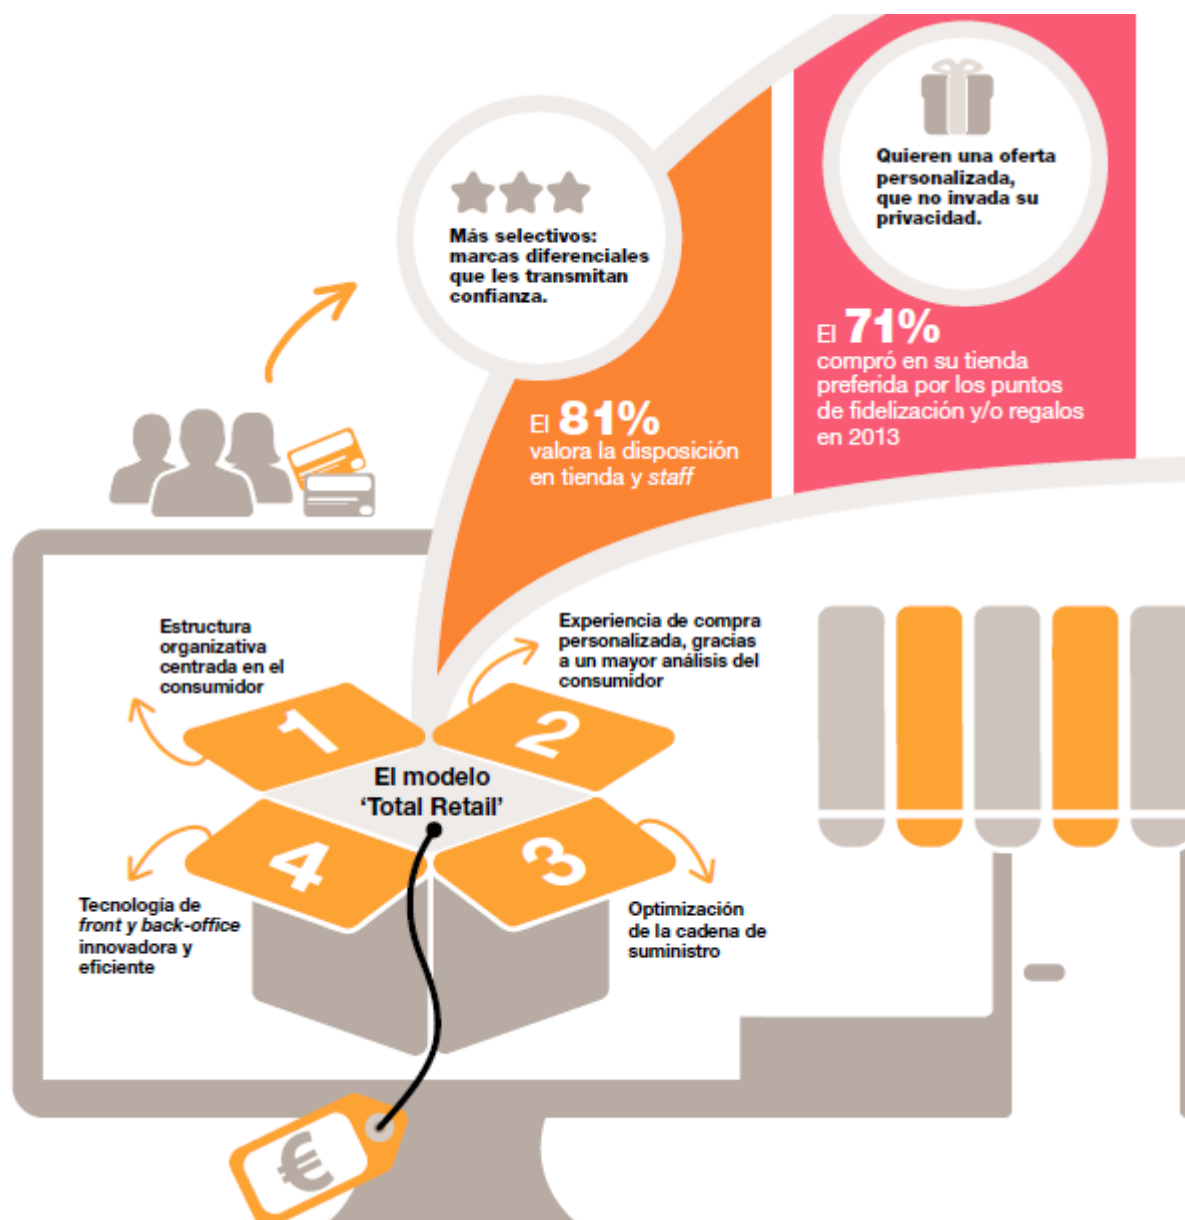 Quieren una oferta
personalizada,
que no invada su
privacidad.
Más selectivos:
marcas diferenciales
que les transmitan
confianza.
El 71%
compró en su tienda
preferida por los puntos
de fidelización y/o regalos
en 2013
El 81%
valora la disposición
en tienda y staff
Estructura
organizativa
centrada en el
consumidor
Experiencia de compra
personalizada, gracias
a un mayor análisis del
consumidor
1
2
El modelo
‘Total Retail’
4
3
Tecnología de
front y back-office
innovadora y
eficiente
Optimización
de la cadena de
suministro
€